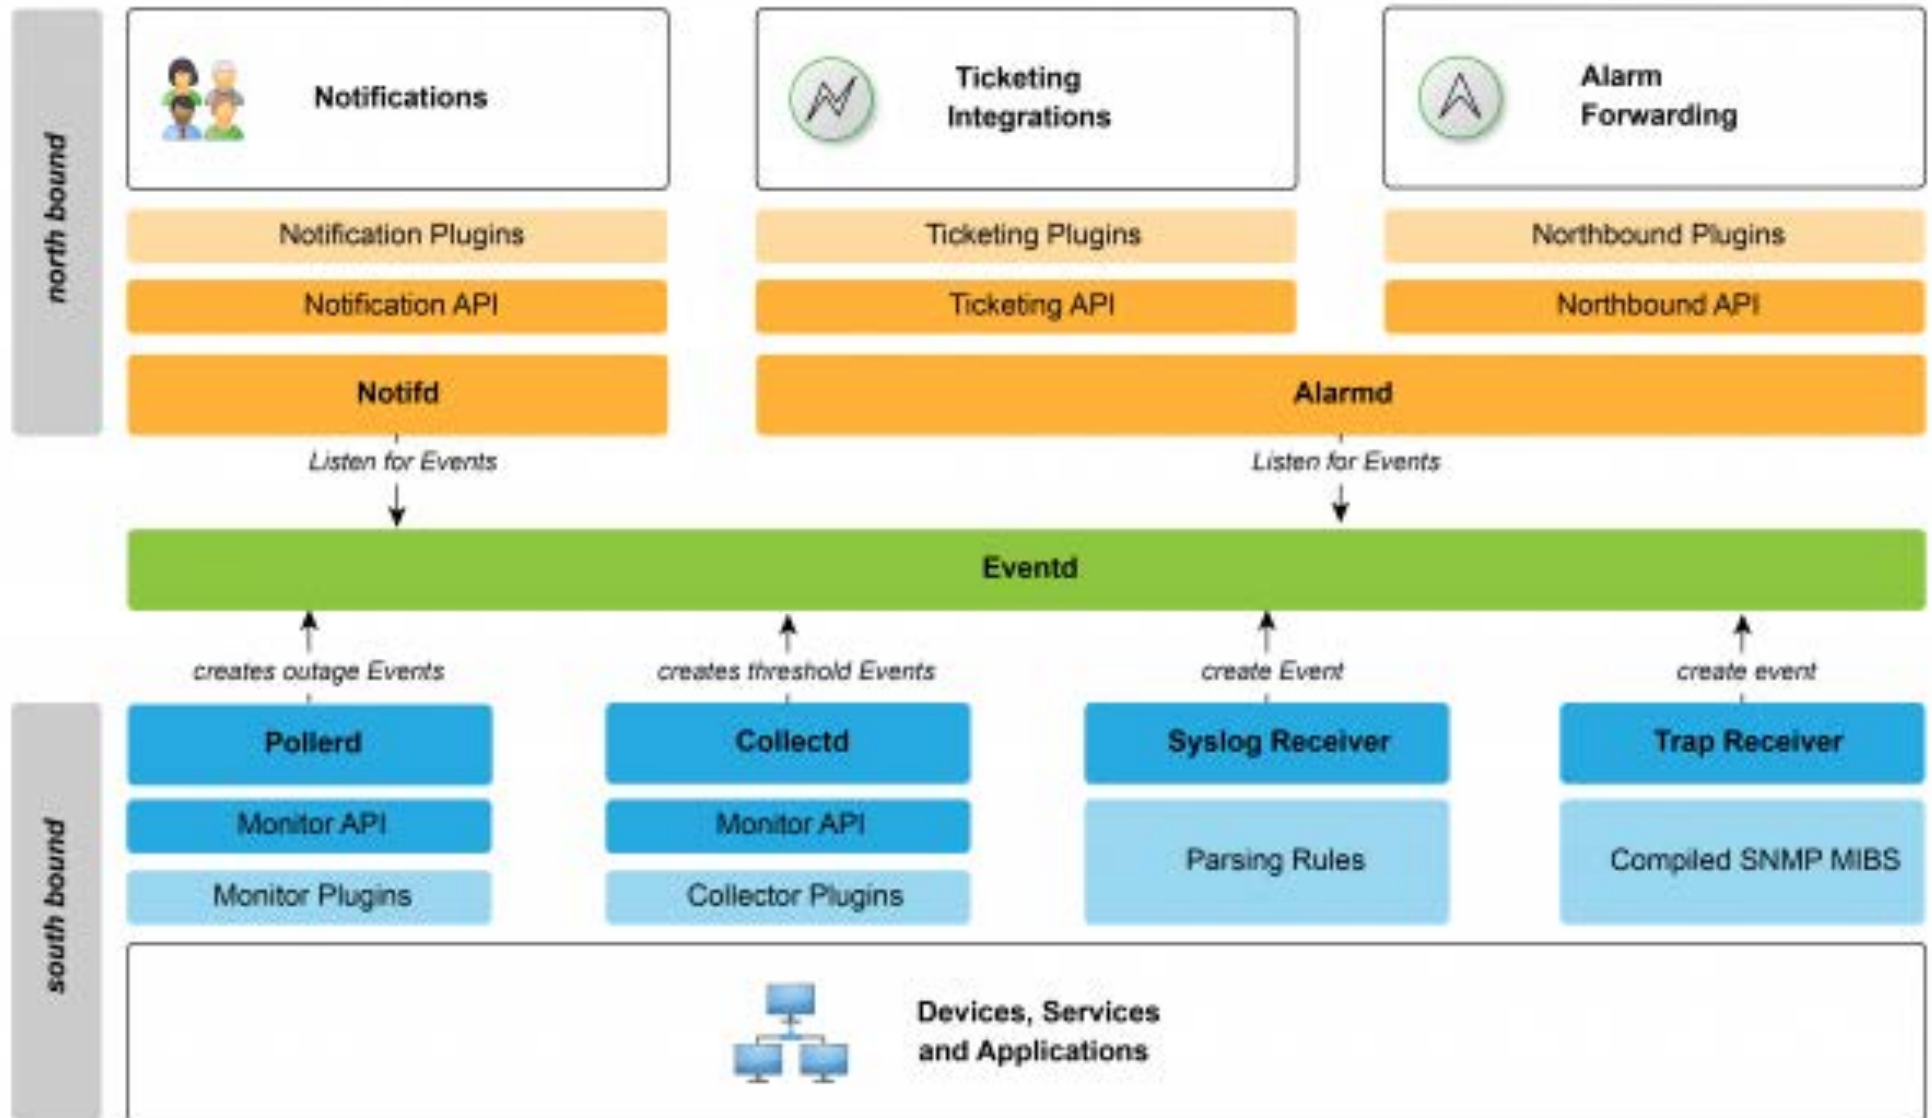 north bound
Notifications
Ticketing
Integrations
Alarm
Forwarding
Notification Plugins
Ticketing Plugins
Northbound Plugins
Notification API
Ticketing API
Northbound API
Notifd
Alarmd
Listen for Events
Listen for Events
Eventd
creates outage Events
creates threshold Events
create Event
create event
south bound
Pollerd
Collectd
Syslog Receiver
Trap Receiver
Monitor API
Monitor API
Parsing Rules
Compiled SNMP MIBS
Monitor Plugins
Collector Plugins
Devices, Services
and Applications